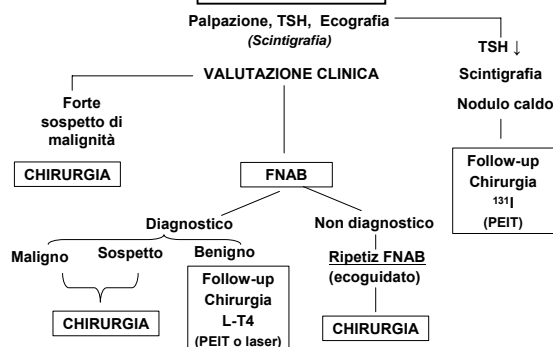 Palpazione, TSH, Ecografia
(Scintigrafia)
TSH ↓
VALUTAZIONE CLINICA
Scintigrafia
Forte
sospetto di
malignità
Nodulo caldo
CHIRURGIA
FNAB
Follow-up
Chirurgia
¹³¹I
(PEIT)
Diagnostico
Non diagnostico
Maligno
Sospetto
Benigno
Ripetiz FNAB
(ecoguidato)
Follow-up
Chirurgia
L-T4
(PEIT o laser)
CHIRURGIA
CHIRURGIA